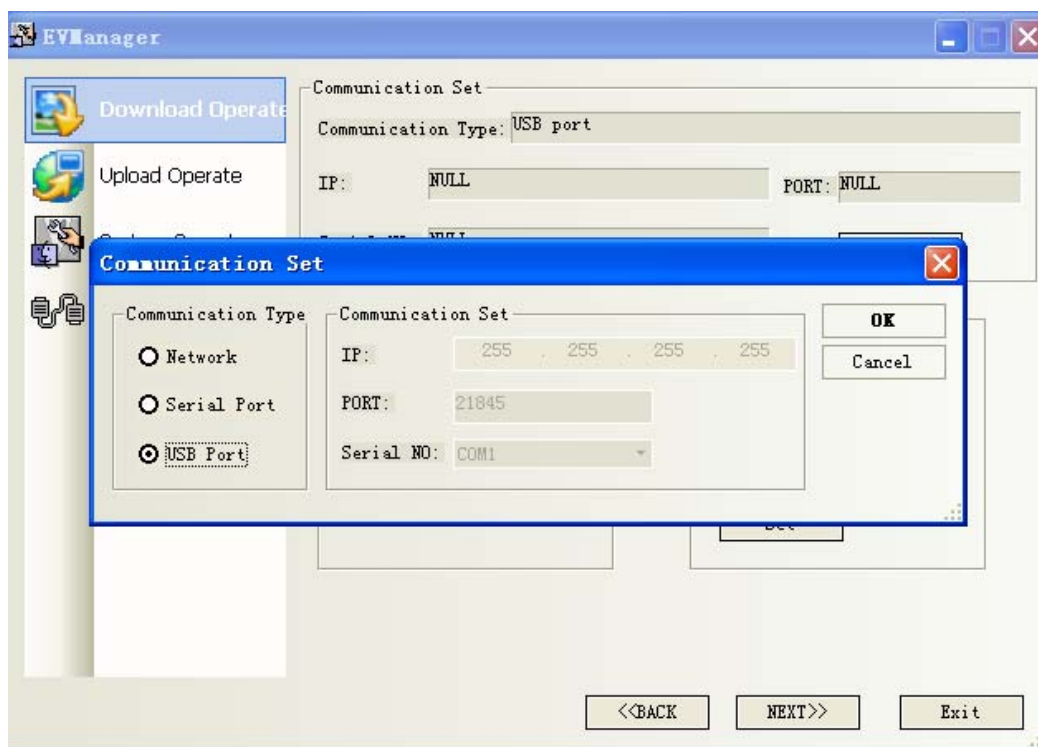 EVManager
Download Operate
Upload Operate
Communication Set
Communication Type: USB port
IP: NULL PORT: NULL
Communication Set
Communication Type
Network
Serial Port
USB Port
Communication Set
IP: 255 . 255 . 255 . 255
PORT: 21845
Serial NO: COM1
OK
Cancel
<<BACK NEXT>> Exit